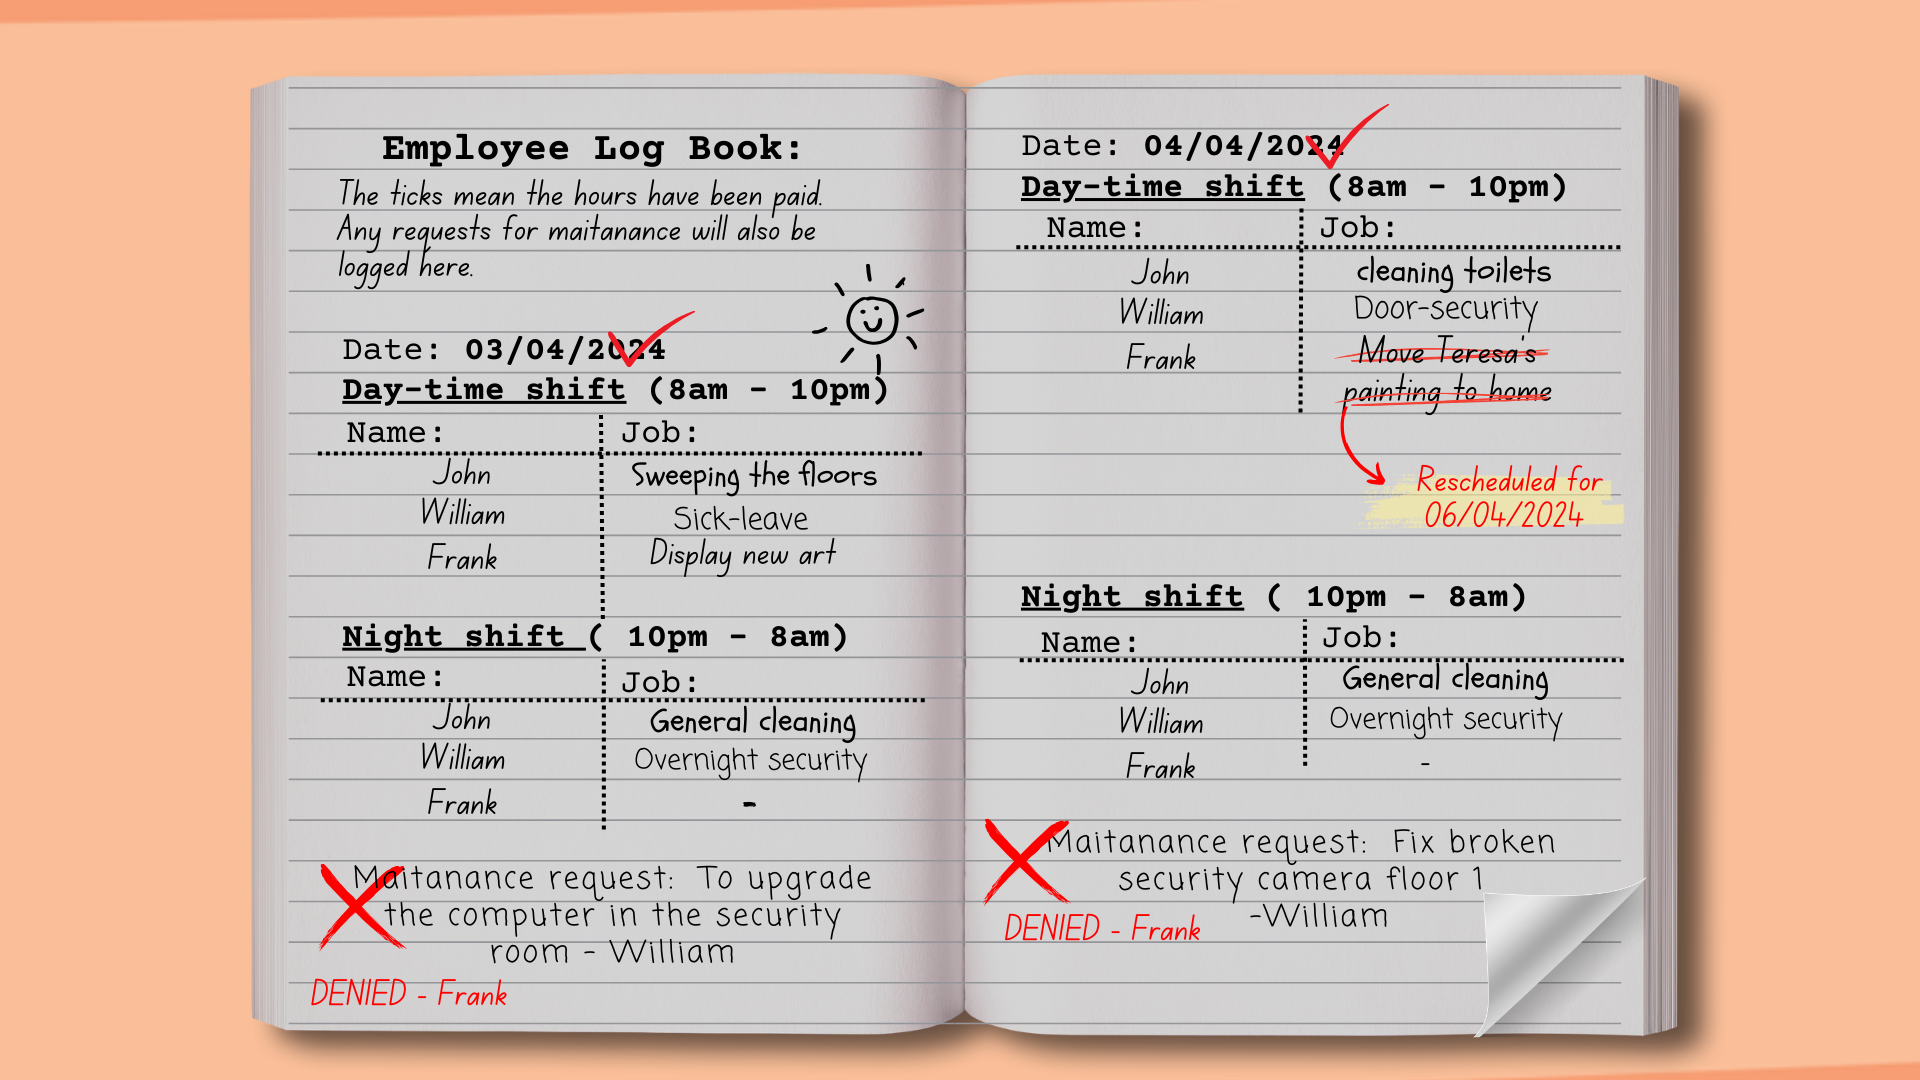 Employee Log Book:
The ticks mean the hours have been paid.
Any requests for maitanance will also be
logged here.
Date: 03/04/2024
Day-time shift (8am - 10pm)
Name: Job:
John Sweeping the floors
William Sick-leave
Frank Display new art
Night shift ( 10pm - 8am)
Name: Job:
John General cleaning
William Overnight security
Frank -
Maitanance request: To upgrade
the computer in the security
room - William
DENIED - Frank
Date: 04/04/2024
Day-time shift (8am - 10pm)
Name: Job:
John cleaning toilets
William Door-security
Frank Move Teresa's
painting to home
Rescheduled for
06/04/2024
Night shift ( 10pm - 8am)
Name: Job:
John General cleaning
William Overnight security
Frank -
Maitanance request: Fix broken
security camera floor 1
-William
DENIED - Frank